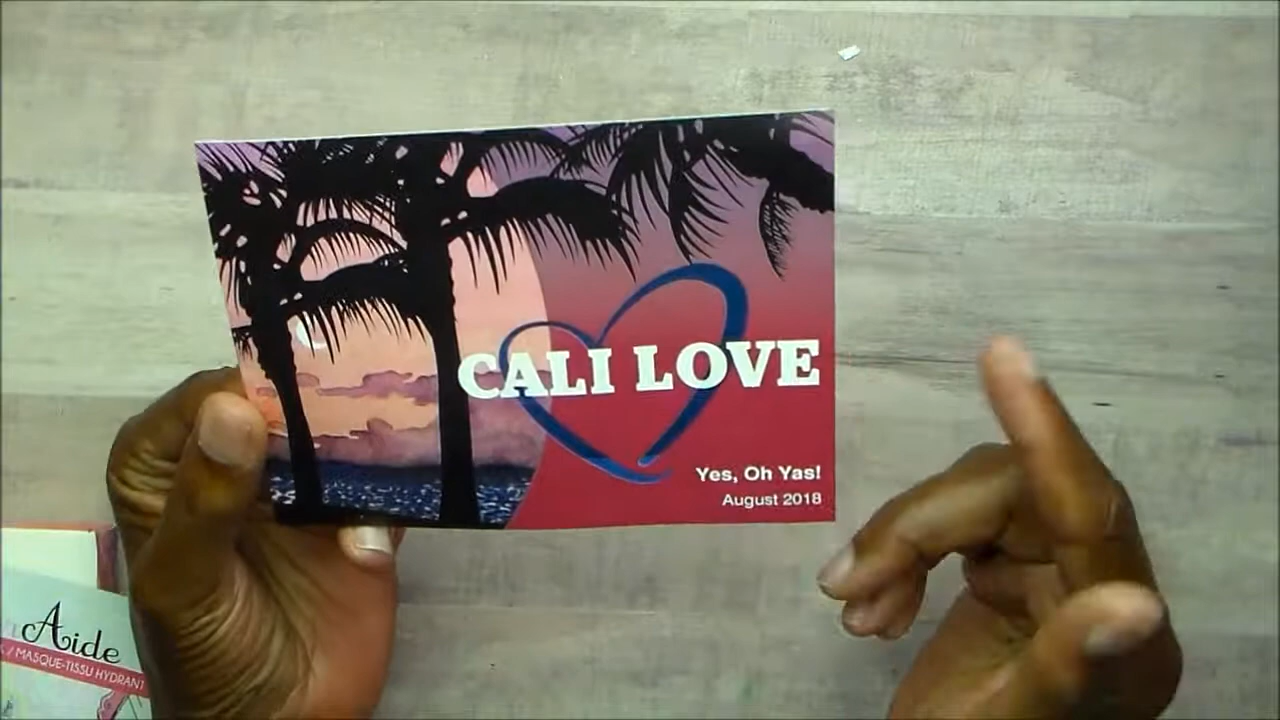 CALI LOVE
Yes, Oh Yas!
August 2018
Aide
/ MASQUE-TISSU HYDRANT